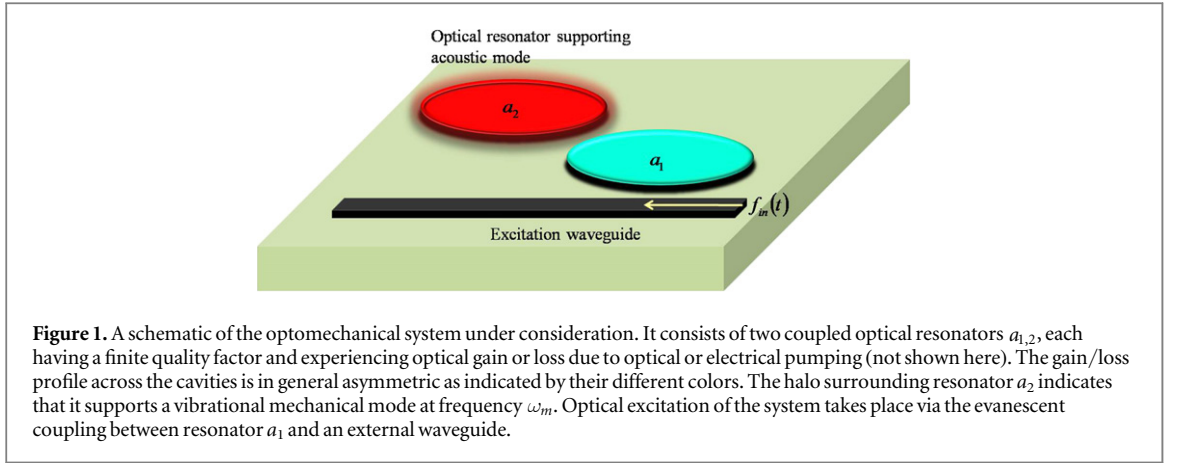 Optical resonator supporting
acoustic mode
a₂
a₁
fᵢₙ(t)
Excitation waveguide
Figure 1. A schematic of the optomechanical system under consideration. It consists of two coupled optical resonators a₁,₂, each
having a finite quality factor and experiencing optical gain or loss due to optical or electrical pumping (not shown here). The gain/loss
profile across the cavities is in general asymmetric as indicated by their different colors. The halo surrounding resonator a₂ indicates
that it supports a vibrational mechanical mode at frequency ωₘ. Optical excitation of the system takes place via the evanescent
coupling between resonator a₁ and an external waveguide.